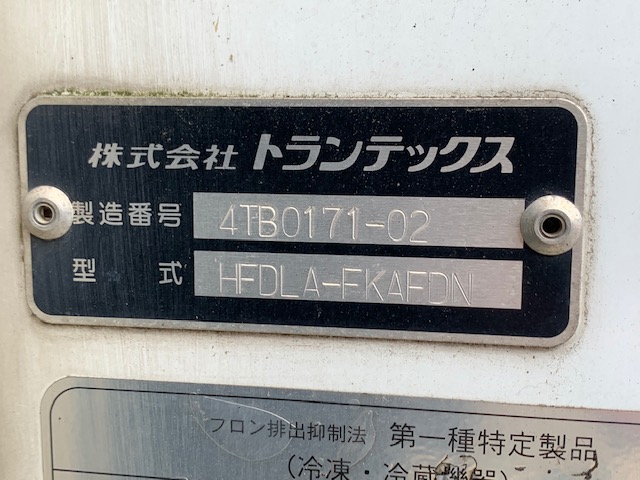 株式会社 トランテックス
製造番号 4TB0171-02
型式 HFDLA-FKAFDN
フロン排出抑制法 第一種特定製品
(冷凍・冷蔵機器)